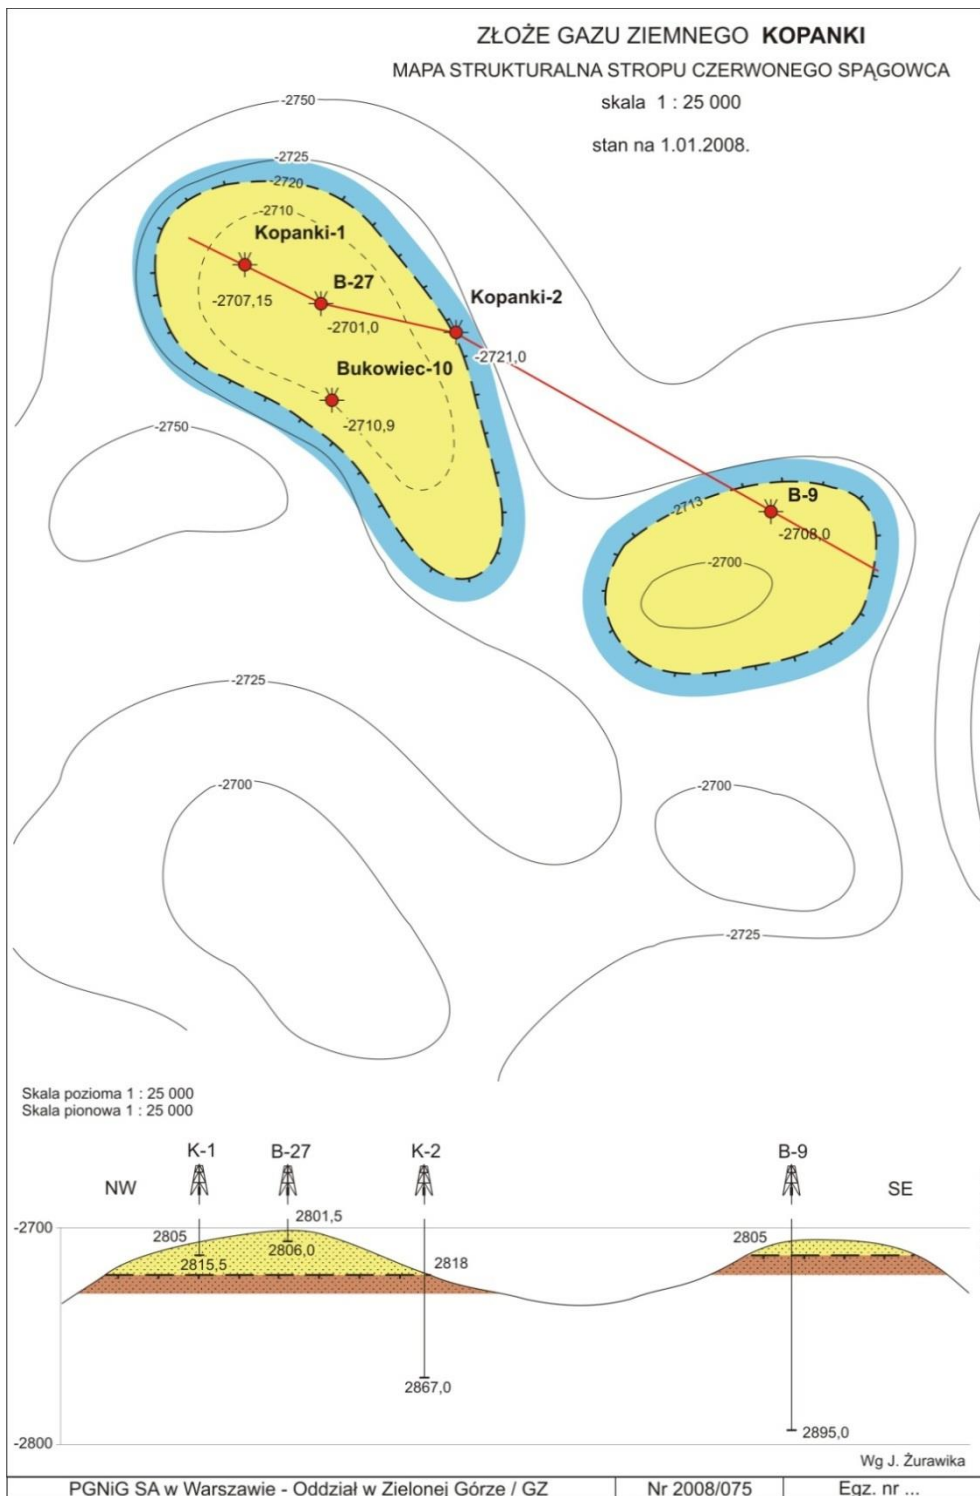 ZŁOŻE GAZU ZIEMNEGO KOPANKI
MAPA STRUKTURALNA STROPU CZERWONEGO SPĄGOWCA
skala 1 : 25 000
stan na 1.01.2008.
-2750
-2725
-2720
-2710
Kopanki-1
-2707,15
B-27
-2701,0
Kopanki-2
-2721,0
Bukowiec-10
-2710,9
-2750
B-9
-2713
-2708,0
-2700
-2725
-2700
-2700
-2725
Skala pozioma 1 : 25 000
Skala pionowa 1 : 25 000
K-1 B-27 K-2 B-9
NW SE
-2700
2801,5
2805 2805
2806,0
2815,5 2818
2867,0
2895,0
-2800
Wg J. Żurawika
PGNiG SA w Warszawie - Oddział w Zielonej Górze / GZ Nr 2008/075 Egz. nr ...